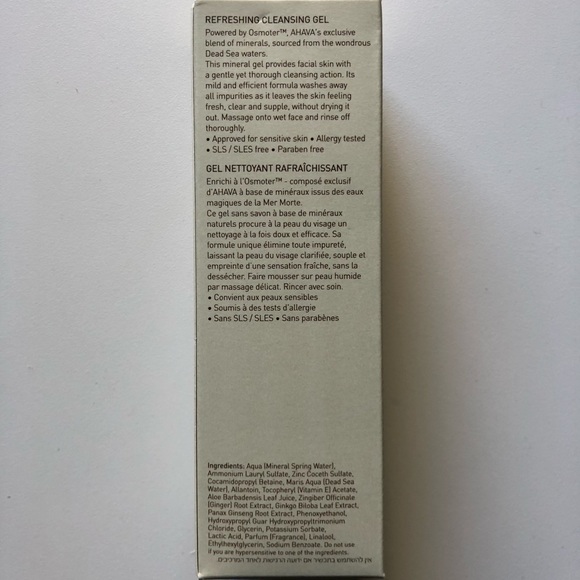 REFRESHING CLEANSING GEL
Powered by Osmoter™, AHAVA's exclusive
blend of minerals, sourced from the wondrous
Dead Sea waters.
This mineral gel provides facial skin with
a gentle yet thorough cleansing action. Its
mild and efficient formula washes away
all impurities as it leaves the skin feeling
fresh, clear and supple, without drying it
out. Massage onto wet face and rinse off
thoroughly.
• Approved for sensitive skin • Allergy tested
• SLS / SLES free • Paraben free
GEL NETTOYANT RAFRAÎCHISSANT
Enrichi à l'Osmoter™ - composé exclusif
d'AHAVA à base de minéraux issus des eaux
magiques de la Mer Morte.
Ce gel sans savon à base de minéraux
naturels procure à la peau du visage un
nettoyage à la fois doux et efficace. Sa
formule unique élimine toute impureté,
laissant la peau du visage clarifiée, souple et
empreinte d'une sensation fraîche, sans la
dessécher. Faire mousser sur peau humide
par massage délicat. Rincer avec soin.
• Convient aux peaux sensibles
• Soumis à des tests d'allergie
• Sans SLS / SLES • Sans parabènes
Ingredients: Aqua (Mineral Spring Water),
Ammonium Lauryl Sulfate, Zinc Coceth Sulfate,
Cocamidopropyl Betaine, Maris Aqua (Dead Sea
Water), Allantoin, Tocopheryl (Vitamin E) Acetate,
Aloe Barbadensis Leaf Juice, Zingiber Officinale
(Ginger) Root Extract, Ginkgo Biloba Leaf Extract,
Panax Ginseng Root Extract, Phenoxyethanol,
Hydroxypropyl Guar Hydroxypropyltrimonium
Chloride, Glycerin, Potassium Sorbate,
Lactic Acid, Parfum (Fragrance), Linalool,
Ethylhexylglycerin, Sodium Benzoate. Do not use
if you are hypersensitive to one of the ingredients.
אין להשתמש בתכשיר אם ידועה הרגישות לאחד המרכיבים